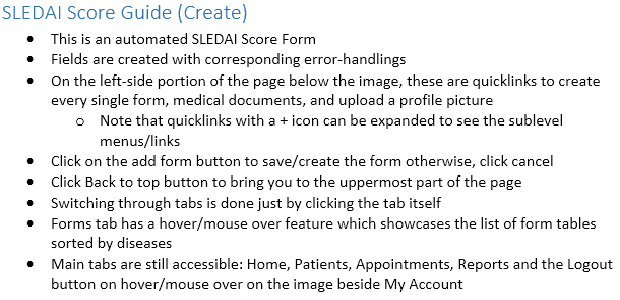 SLEDAI Score Guide (Create)
• This is an automated SLEDAI Score Form
• Fields are created with corresponding error-handlings
• On the left-side portion of the page below the image, these are quicklinks to create
every single form, medical documents, and upload a profile picture
o Note that quicklinks with a + icon can be expanded to see the sublevel
menus/links
• Click on the add form button to save/create the form otherwise, click cancel
• Click Back to top button to bring you to the uppermost part of the page
• Switching through tabs is done just by clicking the tab itself
• Forms tab has a hover/mouse over feature which showcases the list of form tables
sorted by diseases
• Main tabs are still accessible: Home, Patients, Appointments, Reports and the Logout
button on hover/mouse over on the image beside My Account